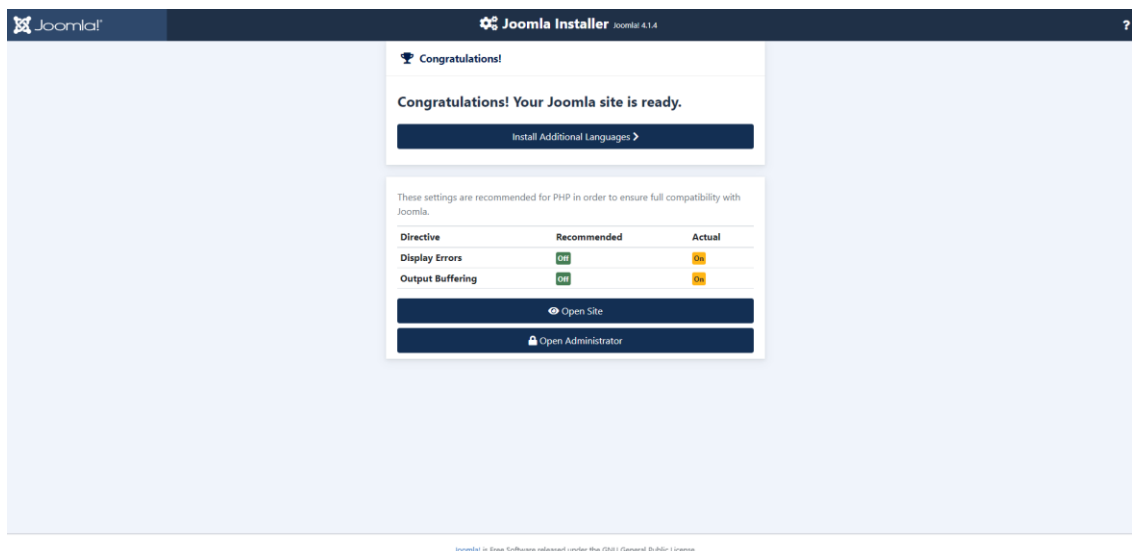 Joomla!®
Joomla Installer Joomla! 4.1.4
?
Congratulations!
Congratulations! Your Joomla site is ready.
Install Additional Languages
These settings are recommended for PHP in order to ensure full compatibility with
Joomla.
Directive Recommended Actual
Display Errors Off On
Output Buffering Off On
Open Site
Open Administrator
Joomla! is Free Software released under the GNU General Public License.